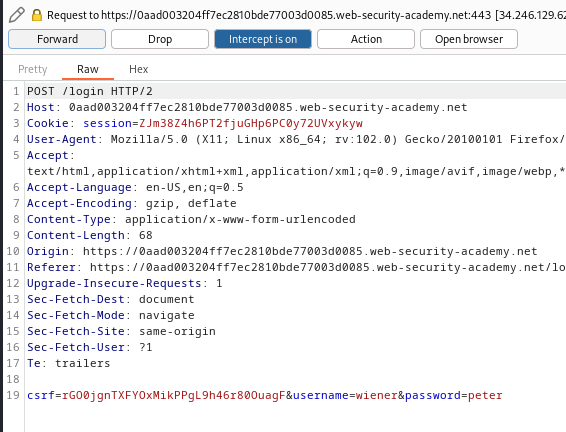 Request to https://0aad003204ff7ec2810bde77003d0085.web-security-academy.net:443 [34.246.129.62
Forward Drop Intercept is on Action Open browser
Pretty Raw Hex
1 POST /login HTTP/2
2 Host: 0aad003204ff7ec2810bde77003d0085.web-security-academy.net
3 Cookie: session=ZJm38Z4h6PT2fjuGHp6PC0y72UVxykyw
4 User-Agent: Mozilla/5.0 (X11; Linux x86_64; rv:102.0) Gecko/20100101 Firefox/
5 Accept:
text/html,application/xhtml+xml,application/xml;q=0.9,image/avif,image/webp,*
6 Accept-Language: en-US,en;q=0.5
7 Accept-Encoding: gzip, deflate
8 Content-Type: application/x-www-form-urlencoded
9 Content-Length: 68
10 Origin: https://0aad003204ff7ec2810bde77003d0085.web-security-academy.net
11 Referer: https://0aad003204ff7ec2810bde77003d0085.web-security-academy.net/lo
12 Upgrade-Insecure-Requests: 1
13 Sec-Fetch-Dest: document
14 Sec-Fetch-Mode: navigate
15 Sec-Fetch-Site: same-origin
16 Sec-Fetch-User: ?1
17 Te: trailers
18
19 csrf=rGO0jgnTXFYOxMikPPgL9h46r80OuagF&username=wiener&password=peter